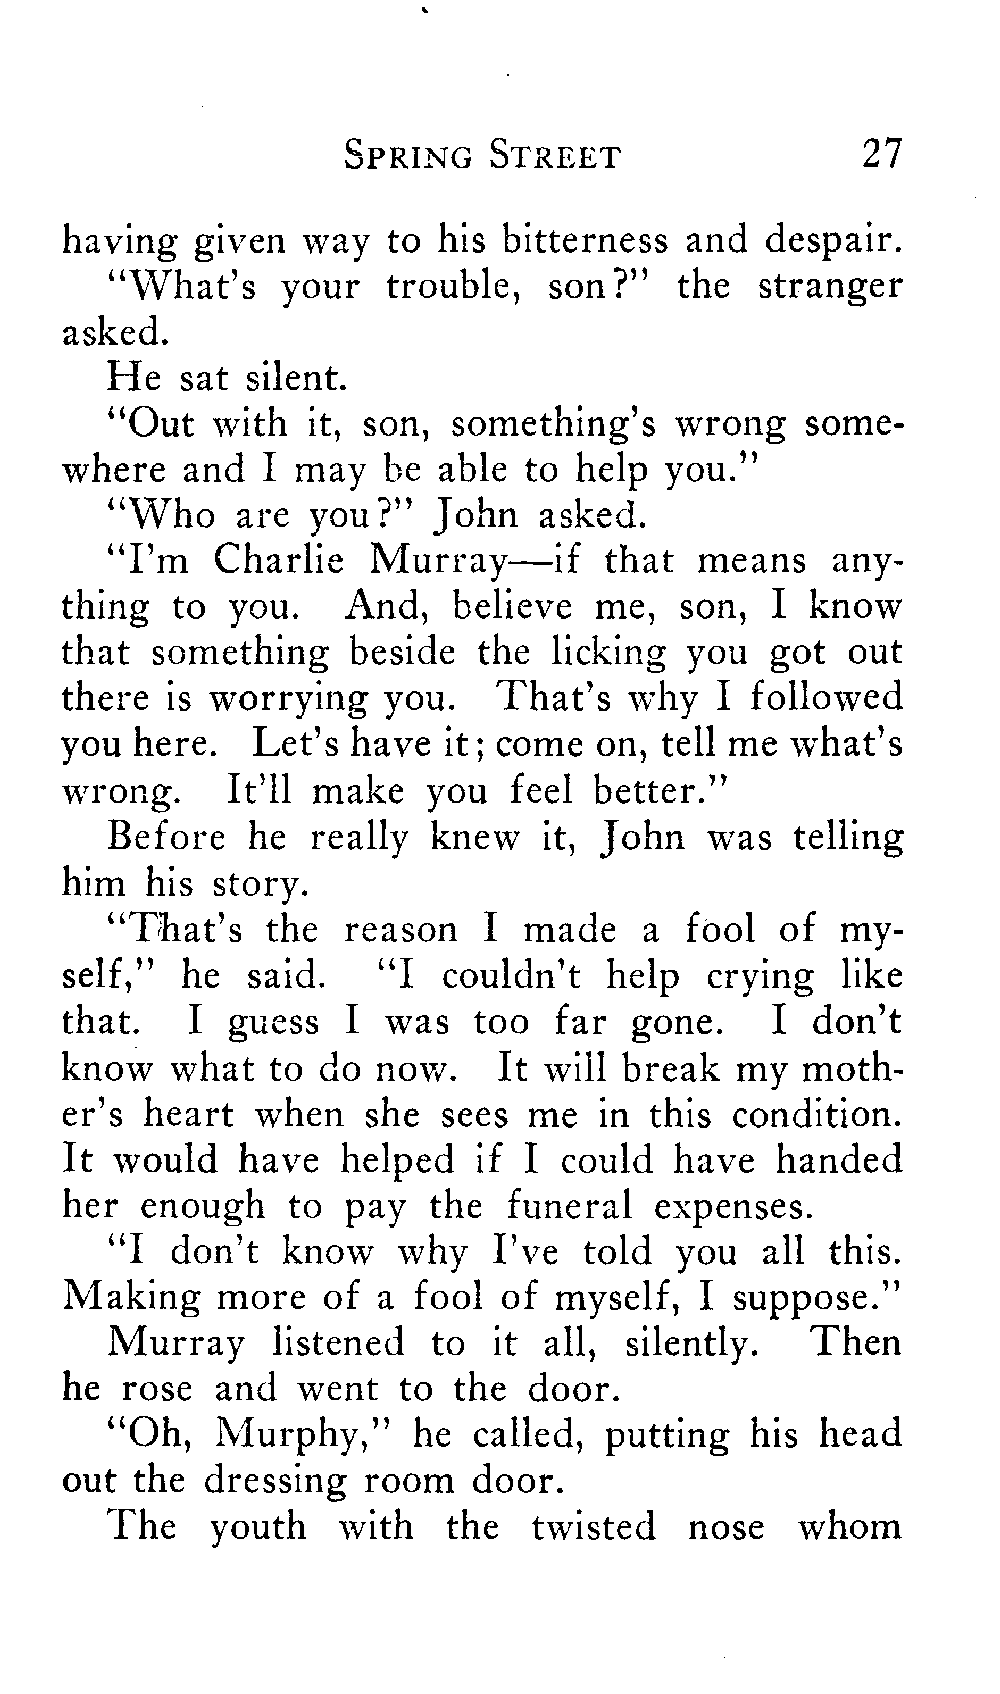 Spring Street 27
having given way to his bitterness and despair.
"What's your trouble, son?" the stranger
asked.
He sat silent.
"Out with it, son, something's wrong some-
where and I may be able to help you."
"Who are you?" John asked.
"I'm Charlie Murray—if that means any-
thing to you. And, believe me, son, I know
that something beside the licking you got out
there is worrying you. That's why I followed
you here. Let's have it; come on, tell me what's
wrong. It'll make you feel better."
Before he really knew it, John was telling
him his story.
"That's the reason I made a fool of my-
self," he said. "I couldn't help crying like
that. I guess I was too far gone. I don't
know what to do now. It will break my moth-
er's heart when she sees me in this condition.
It would have helped if I could have handed
her enough to pay the funeral expenses.
"I don't know why I've told you all this.
Making more of a fool of myself, I suppose."
Murray listened to it all, silently. Then
he rose and went to the door.
"Oh, Murphy," he called, putting his head
out the dressing room door.
The youth with the twisted nose whom